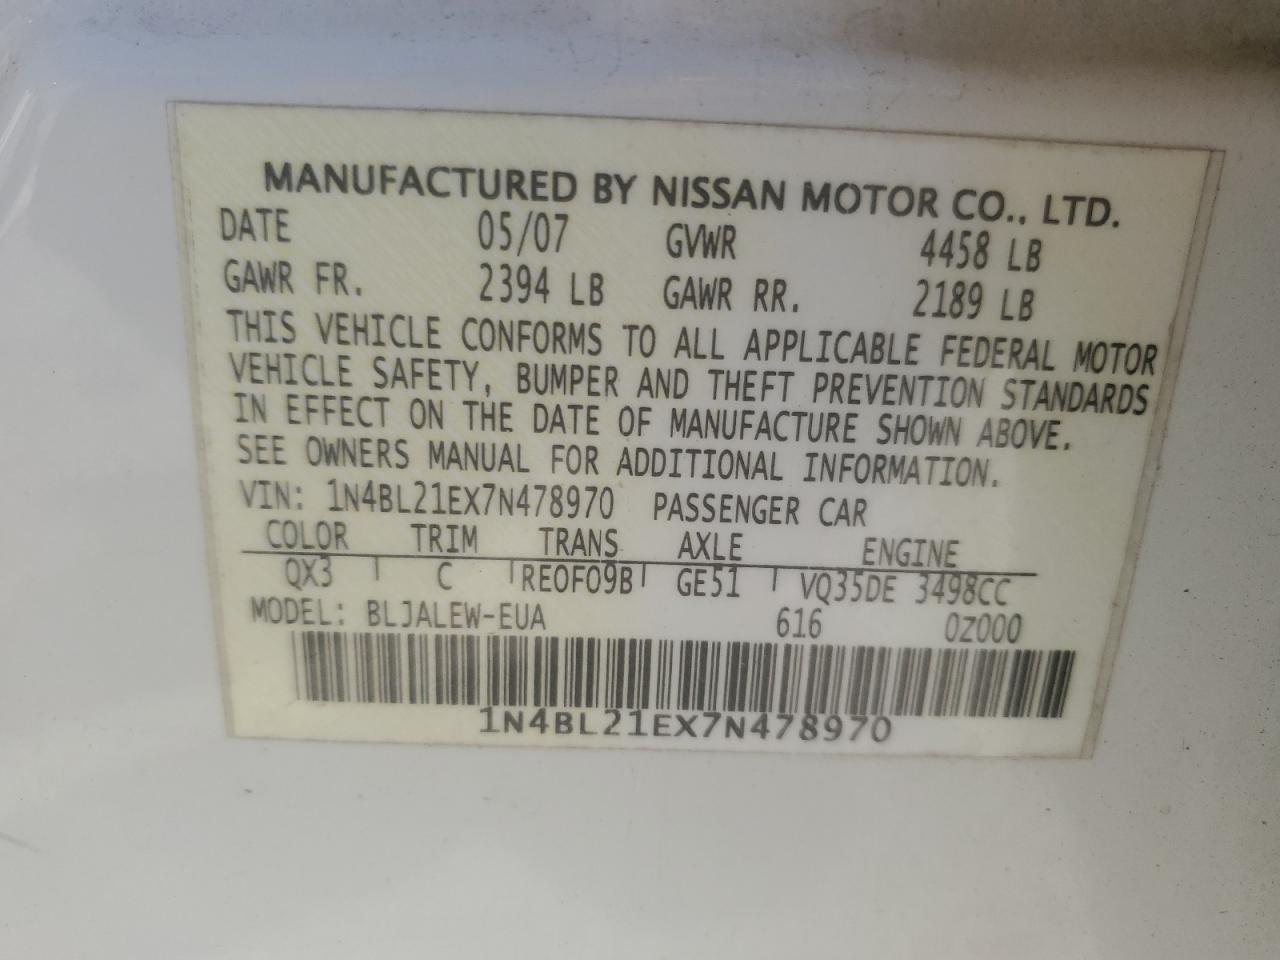 MANUFACTURED BY NISSAN MOTOR CO., LTD.
DATE 05/07 GVWR 4458 LB
GAWR FR. 2394 LB GAWR RR. 2189 LB
THIS VEHICLE CONFORMS TO ALL APPLICABLE FEDERAL MOTOR
VEHICLE SAFETY, BUMPER AND THEFT PREVENTION STANDARDS
IN EFFECT ON THE DATE OF MANUFACTURE SHOWN ABOVE.
SEE OWNERS MANUAL FOR ADDITIONAL INFORMATION.
VIN: 1N4BL21EX7N478970 PASSENGER CAR
COLOR TRIM TRANS AXLE ENGINE
QX3 C RE0F09B GE51 VQ35DE 3498CC
MODEL: BLJALEW-EUA 616 0Z000
1N4BL21EX7N478970